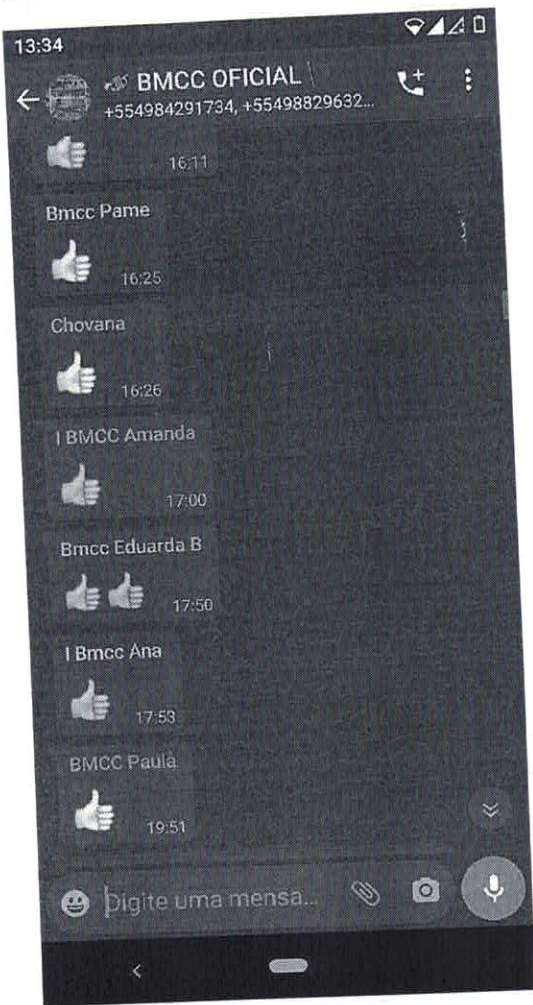 13:34
BMCC OFICIAL
+554984291734, +55498829632...
16:11
Bmcc Pame
16:25
Chovana
16:26
I BMCC Amanda
17:00
Bmcc Eduarda B
17:50
I Bmcc Ana
17:53
BMCC Paula
19:51
Digite uma mensa...